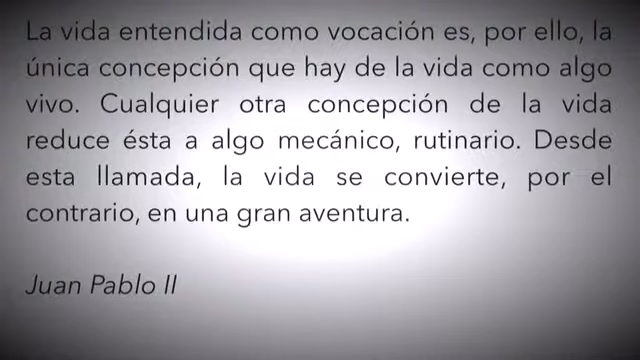 La vida entendida como vocación es, por ello, la
única concepción que hay de la vida como algo
vivo. Cualquier otra concepción de la vida
reduce ésta a algo mecánico, rutinario. Desde
esta llamada, la vida se convierte, por el
contrario, en una gran aventura.
Juan Pablo II